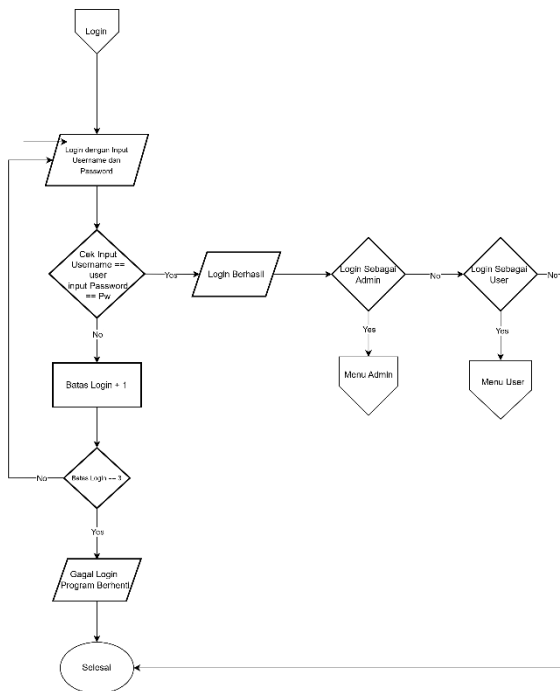 Login
Login dengan Input
Username dan
Password
Cek Input
Username ==
user
input Password
== Pw
Yes
Login Berhasil
Login Sebagai
Admin
No
Login Sebagai
User
No
Yes
Yes
No
Menu Admin
Menu User
Batas Login + 1
No
Batas Login == 3
Yes
Gagal Login
Program Berhenti
Selesai